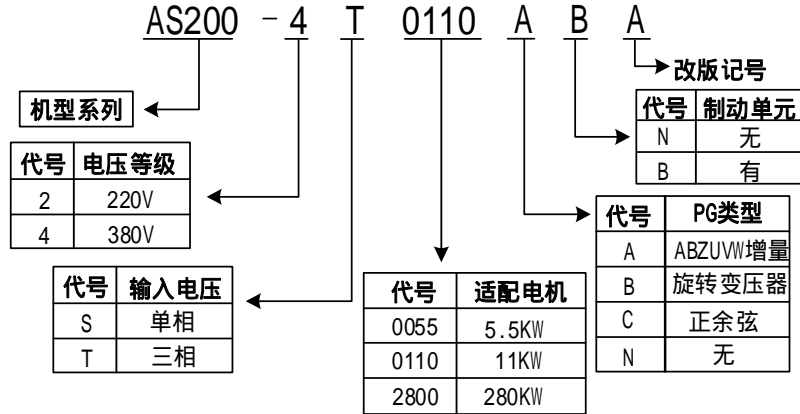 AS200 - 4 T 0110 A B A
改版记号
机型系列
代号 制动单元
N 无
B 有
代号 电压等级
2 220V
4 380V
代号 PG类型
A ABZUVW增量
B 旋转变压器
C 正余弦
N 无
代号 输入电压
S 单相
T 三相
代号 适配电机
0055 5.5KW
0110 11KW
2800 280KW